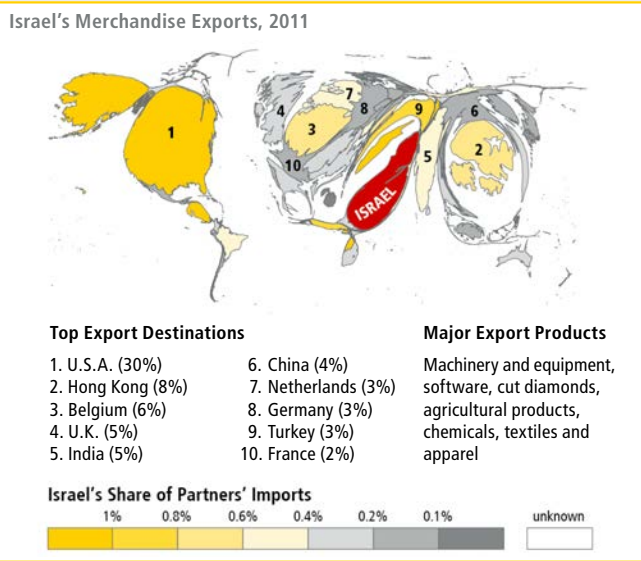 Israel's Merchandise Exports, 2011
1
2
3
4
5
6
7
8
9
10
ISRAEL
Top Export Destinations
1. U.S.A. (30%)
2. Hong Kong (8%)
3. Belgium (6%)
4. U.K. (5%)
5. India (5%)
6. China (4%)
7. Netherlands (3%)
8. Germany (3%)
9. Turkey (3%)
10. France (2%)
Major Export Products
Machinery and equipment,
software, cut diamonds,
agricultural products,
chemicals, textiles and
apparel
Israel's Share of Partners' Imports
1% 0.8% 0.6% 0.4% 0.2% 0.1% unknown